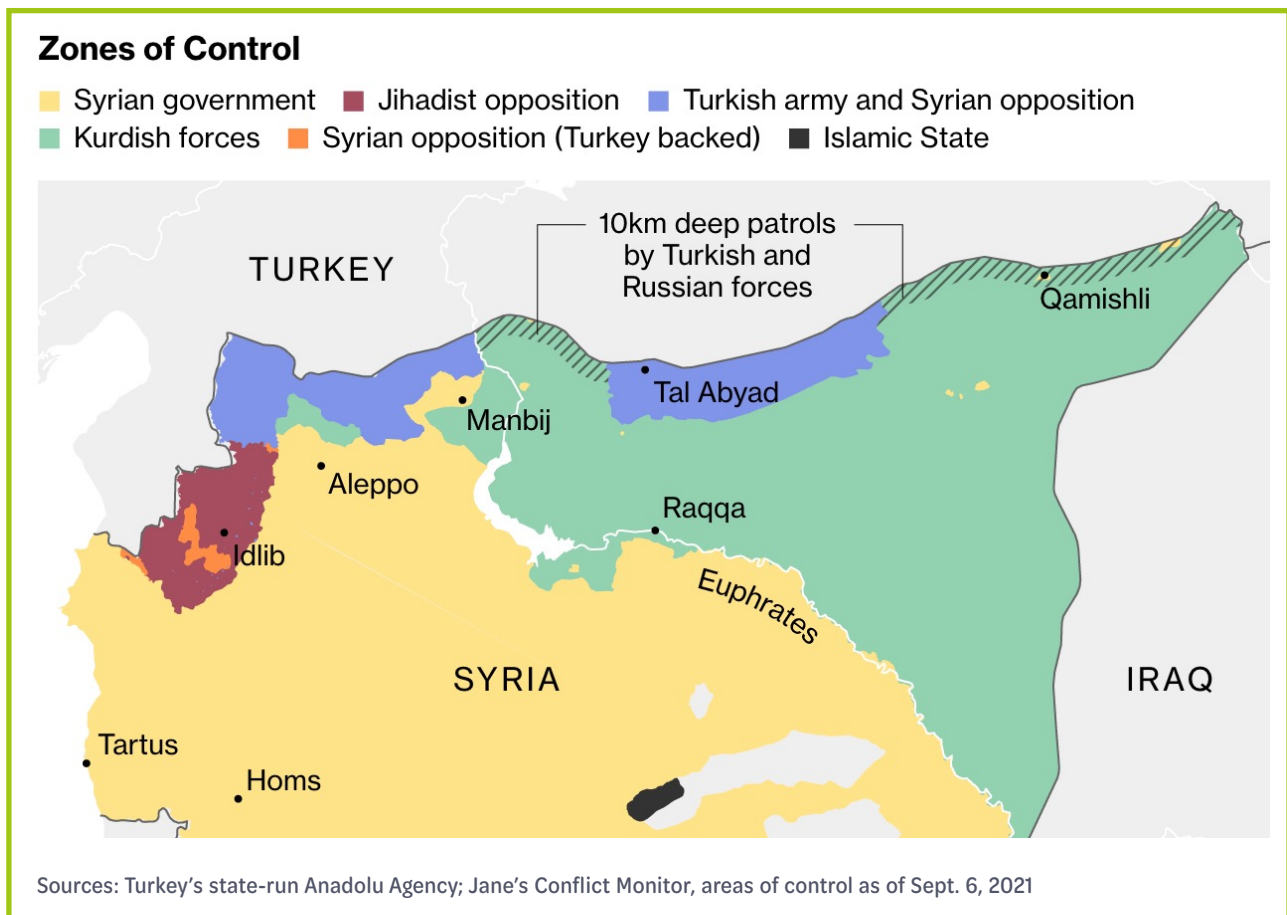 Zones of Control
Syrian government Jihadist opposition Turkish army and Syrian opposition
Kurdish forces Syrian opposition (Turkey backed) Islamic State
10km deep patrols
by Turkish and
Russian forces
TURKEY
Qamishli
Tal Abyad
Manbij
Aleppo
Raqqa
Idlib
Euphrates
SYRIA
IRAQ
Tartus
Homs
Sources: Turkey’s state-run Anadolu Agency; Jane’s Conflict Monitor, areas of control as of Sept. 6, 2021